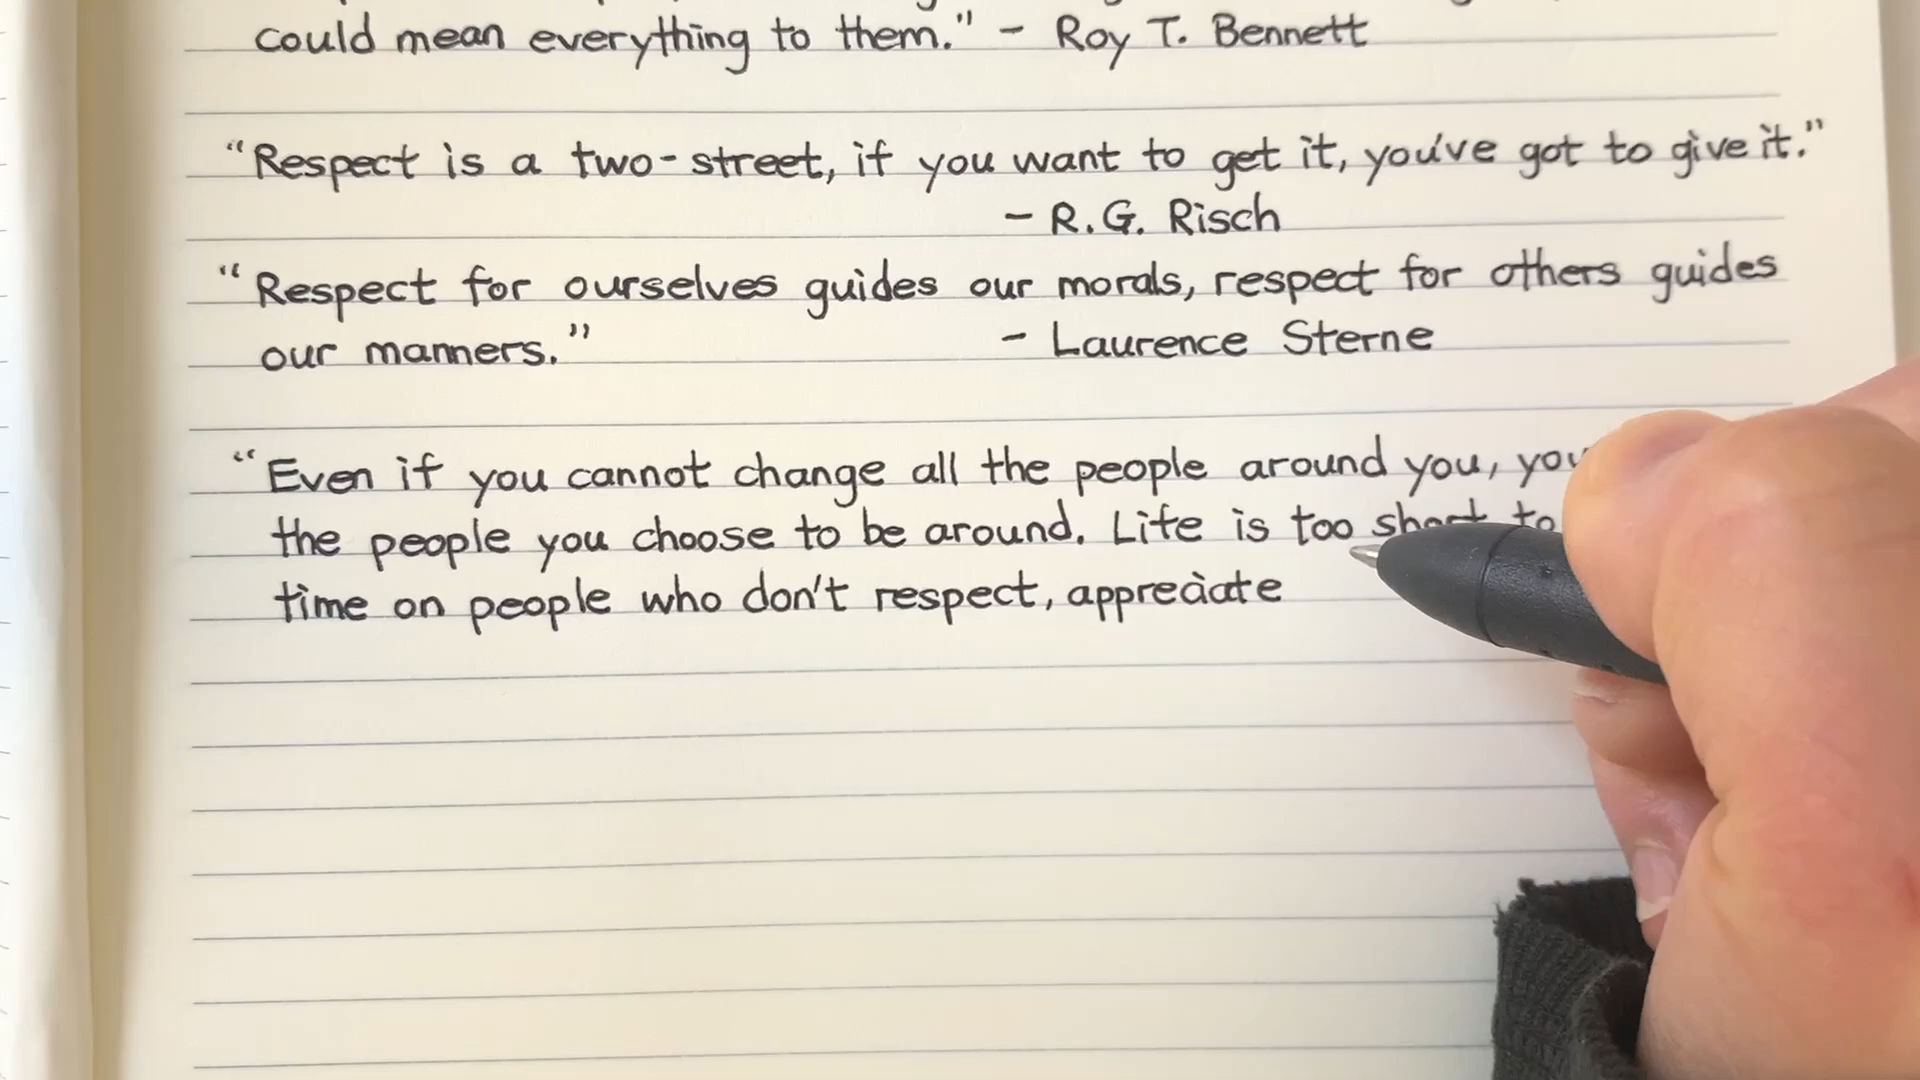 could mean everything to them." - Roy T. Bennett
"Respect is a two-street, if you want to get it, you've got to give it."
- R.G. Risch
"Respect for ourselves guides our morals, respect for others guides
our manners." - Laurence Sterne
"Even if you cannot change all the people around you,
the people you choose to be around. Life is too short to
time on people who don't respect, appreciate